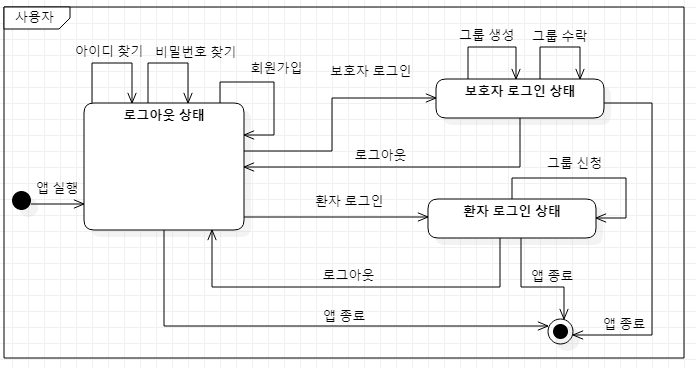 사용자
아이디 찾기
비밀번호 찾기
회원가입
보호자 로그인
그룹 생성
그룹 수락
로그아웃 상태
보호자 로그인 상태
로그아웃
그룹 신청
앱 실행
환자 로그인
환자 로그인 상태
로그아웃
앱 종료
앱 종료
앱 종료